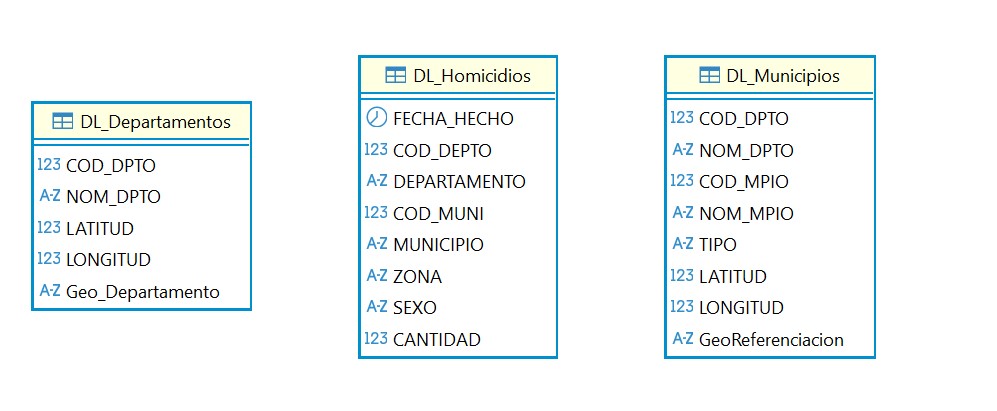 DL_Departamentos
123 COD_DPTO
A-Z NOM_DPTO
123 LATITUD
123 LONGITUD
A-Z Geo_Departamento
DL_Homicidios
FECHA_HECHO
123 COD_DEPTO
A-Z DEPARTAMENTO
123 COD_MUNI
A-Z MUNICIPIO
A-Z ZONA
A-Z SEXO
123 CANTIDAD
DL_Municipios
123 COD_DPTO
A-Z NOM_DPTO
123 COD_MPIO
A-Z NOM_MPIO
A-Z TIPO
123 LATITUD
123 LONGITUD
A-Z GeoReferenciacion